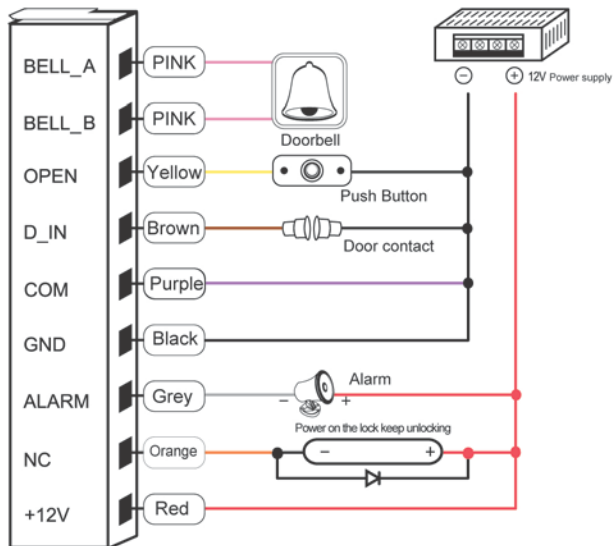 BELL_A PINK
BELL_B PINK
Doorbell
− + 12V Power supply
OPEN Yellow
Push Button
D_IN Brown
Door contact
COM Purple
GND Black
ALARM Grey − + Alarm
Power on the lock keep unlocking
NC Orange − +
+12V Red